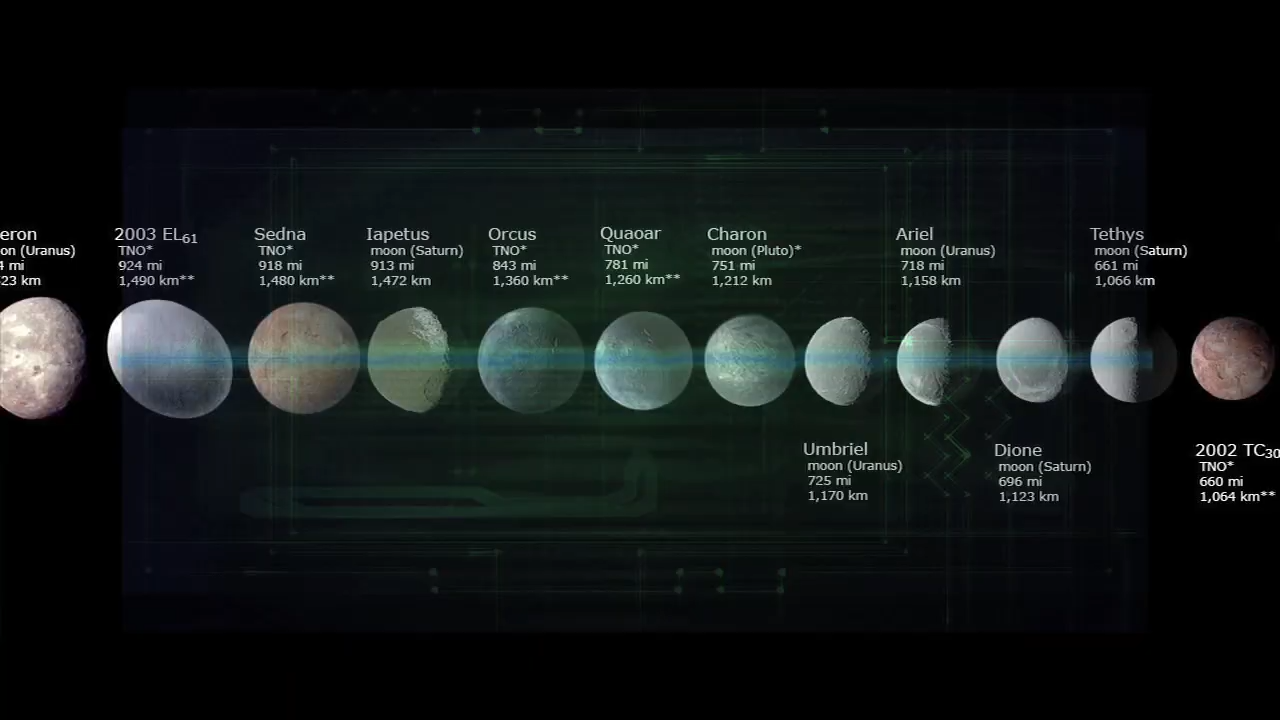 eron
oon (Uranus)
4 mi
23 km
2003 EL61
TNO*
924 mi
1,490 km**
Sedna
TNO*
918 mi
1,480 km**
Iapetus
moon (Saturn)
913 mi
1,472 km
Orcus
TNO*
843 mi
1,360 km**
Quaoar
TNO*
781 mi
1,260 km**
Charon
moon (Pluto)*
751 mi
1,212 km
Ariel
moon (Uranus)
718 mi
1,158 km
Tethys
moon (Saturn)
661 mi
1,066 km
Umbriel
moon (Uranus)
725 mi
1,170 km
Dione
moon (Saturn)
696 mi
1,123 km
2002 TC30
TNO*
660 mi
1,064 km**